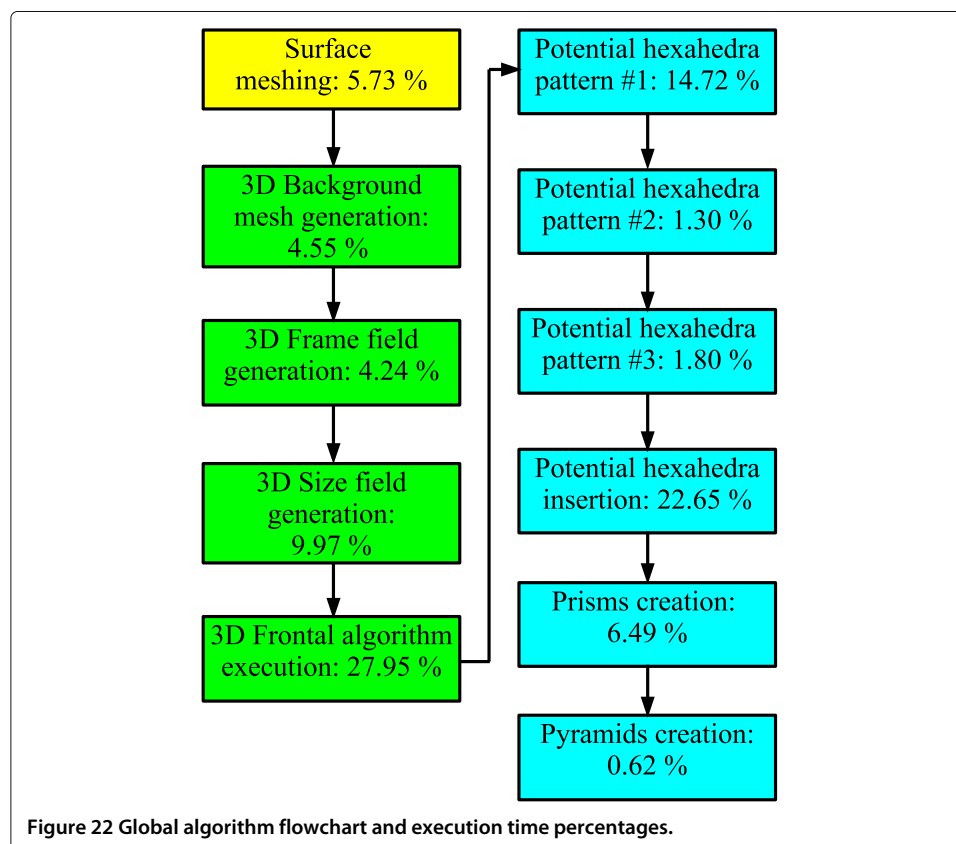 Surface
meshing: 5.73 %
3D Background
mesh generation:
4.55 %
3D Frame field
generation: 4.24 %
3D Size field
generation:
9.97 %
3D Frontal algorithm
execution: 27.95 %
Potential hexahedra
pattern #1: 14.72 %
Potential hexahedra
pattern #2: 1.30 %
Potential hexahedra
pattern #3: 1.80 %
Potential hexahedra
insertion: 22.65 %
Prisms creation:
6.49 %
Pyramids creation:
0.62 %
Figure 22 Global algorithm flowchart and execution time percentages.